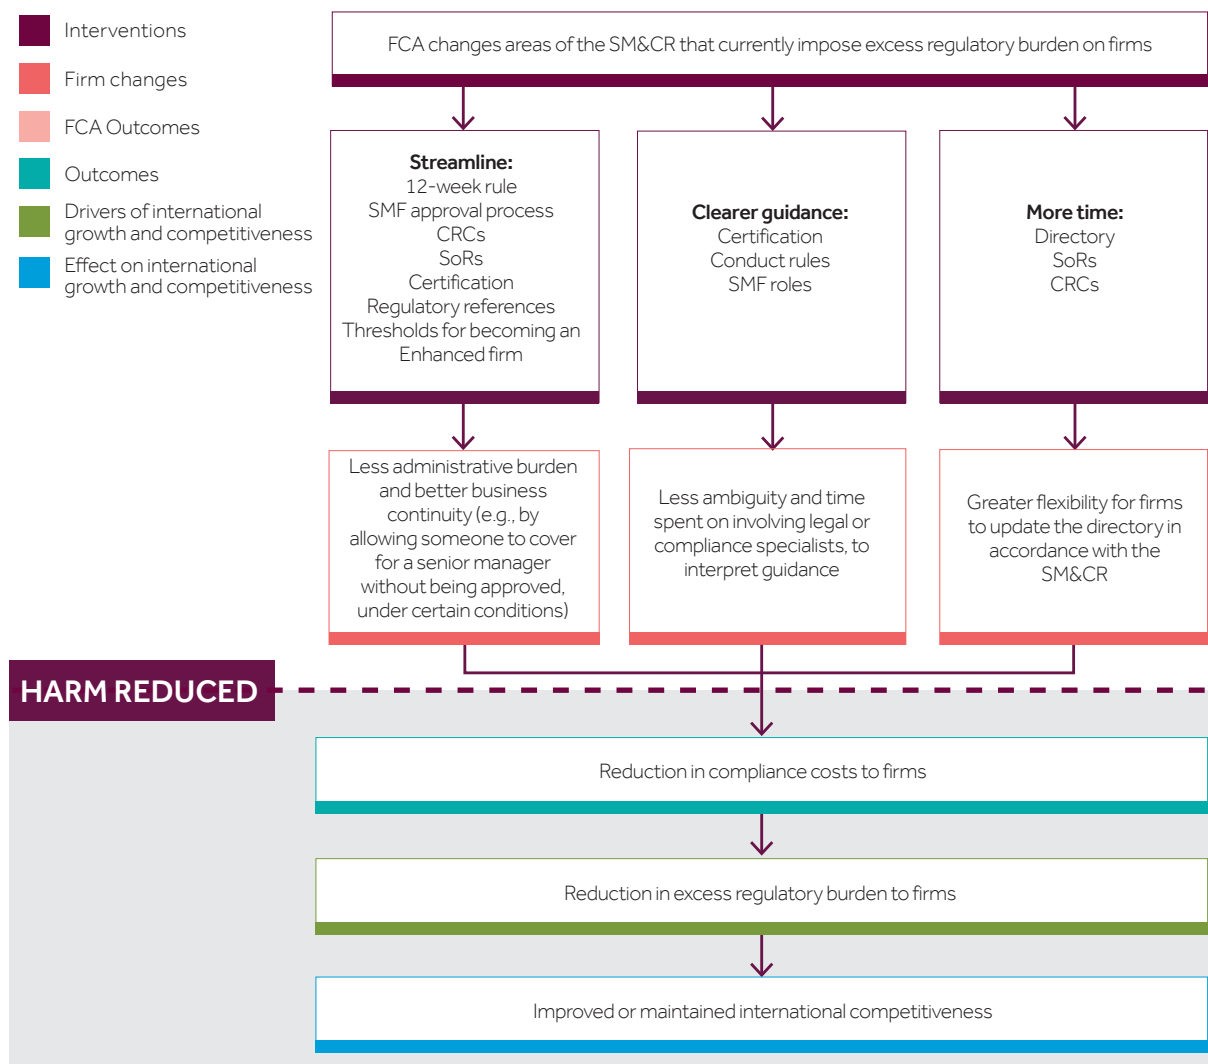 Interventions
Firm changes
FCA Outcomes
Outcomes
Drivers of international
growth and competitiveness
Effect on international
growth and competitiveness
FCA changes areas of the SM&CR that currently impose excess regulatory burden on firms
Streamline:
12-week rule
SMF approval process
CRCs
SoRs
Certification
Regulatory references
Thresholds for becoming an
Enhanced firm
Clearer guidance:
Certification
Conduct rules
SMF roles
More time:
Directory
SoRs
CRCs
Less administrative burden
and better business
continuity (e.g., by
allowing someone to cover
for a senior manager
without being approved,
under certain conditions)
Less ambiguity and time
spent on involving legal or
compliance specialists, to
interpret guidance
Greater flexibility for firms
to update the directory in
accordance with the
SM&CR
HARM REDUCED
Reduction in compliance costs to firms
Reduction in excess regulatory burden to firms
Improved or maintained international competitiveness